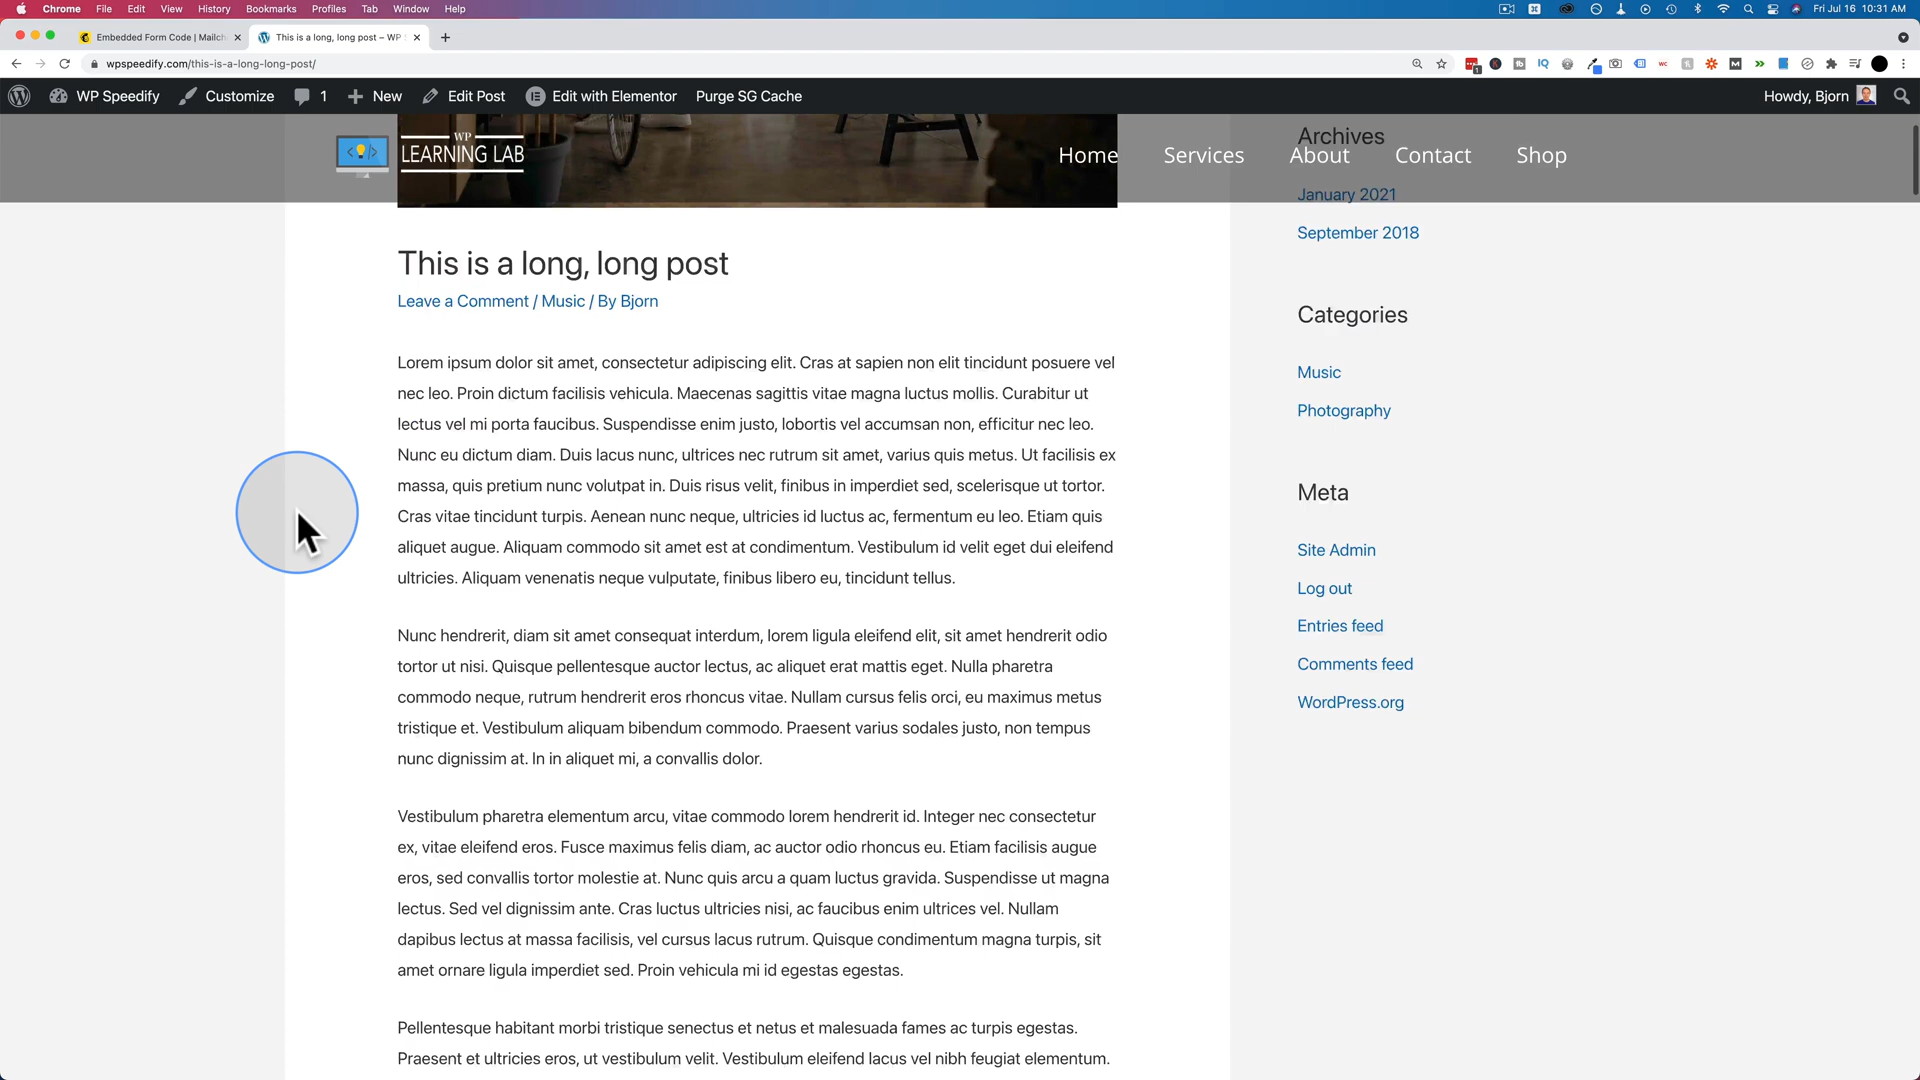 Chrome File Edit View History Bookmarks Profiles Tab Window Help Fri Jul 16 10:31 AM
Embedded Form Code | Mailch This is a long, long post – WP
wpspeedify.com/this-is-a-long-long-post/
WP Speedify Customize 1 New Edit Post Edit with Elementor Purge SG Cache Howdy, Bjorn
WP
LEARNING LAB
Home Services About Contact Shop
This is a long, long post
Leave a Comment / Music / By Bjorn
Lorem ipsum dolor sit amet, consectetur adipiscing elit. Cras at sapien non elit tincidunt posuere vel
nec leo. Proin dictum facilisis vehicula. Maecenas sagittis vitae magna luctus mollis. Curabitur ut
lectus vel mi porta faucibus. Suspendisse enim justo, lobortis vel accumsan non, efficitur nec leo.
Nunc eu dictum diam. Duis lacus nunc, ultrices nec rutrum sit amet, varius quis metus. Ut facilisis ex
massa, quis pretium nunc volutpat in. Duis risus velit, finibus in imperdiet sed, scelerisque ut tortor.
Cras vitae tincidunt turpis. Aenean nunc neque, ultricies id luctus ac, fermentum eu leo. Etiam quis
aliquet augue. Aliquam commodo sit amet est at condimentum. Vestibulum id velit eget dui eleifend
ultricies. Aliquam venenatis neque vulputate, finibus libero eu, tincidunt tellus.
Nunc hendrerit, diam sit amet consequat interdum, lorem ligula eleifend elit, sit amet hendrerit odio
tortor ut nisi. Quisque pellentesque auctor lectus, ac aliquet erat mattis eget. Nulla pharetra
commodo neque, rutrum hendrerit eros rhoncus vitae. Nullam cursus felis orci, eu maximus metus
tristique et. Vestibulum aliquam bibendum commodo. Praesent varius sodales justo, non tempus
nunc dignissim at. In in aliquet mi, a convallis dolor.
Vestibulum pharetra elementum arcu, vitae commodo lorem hendrerit id. Integer nec consectetur
ex, vitae eleifend eros. Fusce maximus felis diam, ac auctor odio rhoncus eu. Etiam facilisis augue
eros, sed convallis tortor molestie at. Nunc quis arcu a quam luctus gravida. Suspendisse ut magna
lectus. Sed vel dignissim ante. Cras luctus ultricies nisi, ac faucibus enim ultrices vel. Nullam
dapibus lectus at massa facilisis, vel cursus lacus rutrum. Quisque condimentum magna turpis, sit
amet ornare ligula imperdiet sed. Proin vehicula mi id egestas egestas.
Pellentesque habitant morbi tristique senectus et netus et malesuada fames ac turpis egestas.
Praesent et ultricies eros, ut vestibulum velit. Vestibulum eleifend lacus vel nibh feugiat elementum.
Archives
January 2021
September 2018
Categories
Music
Photography
Meta
Site Admin
Log out
Entries feed
Comments feed
WordPress.org